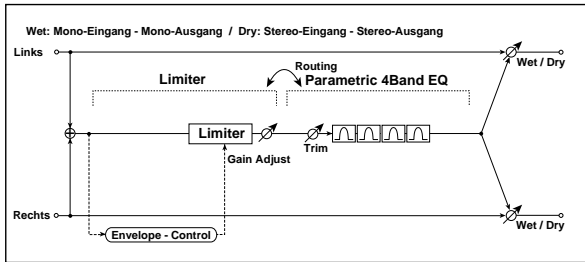 Wet: Mono-Eingang - Mono-Ausgang / Dry: Stereo-Eingang - Stereo-Ausgang
Links
Wet / Dry
Routing
Limiter
Parametric 4Band EQ
Limiter
Gain Adjust
Trim
Rechts
Wet / Dry
Envelope - Control